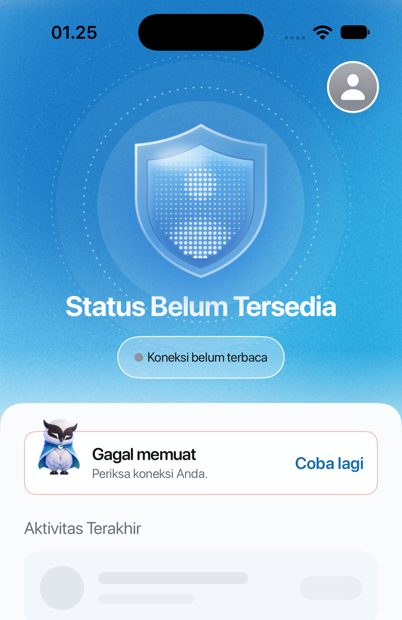 01.25
Status Belum Tersedia
Koneksi belum terbaca
Gagal memuat
Periksa koneksi Anda.
Coba lagi
Aktivitas Terakhir